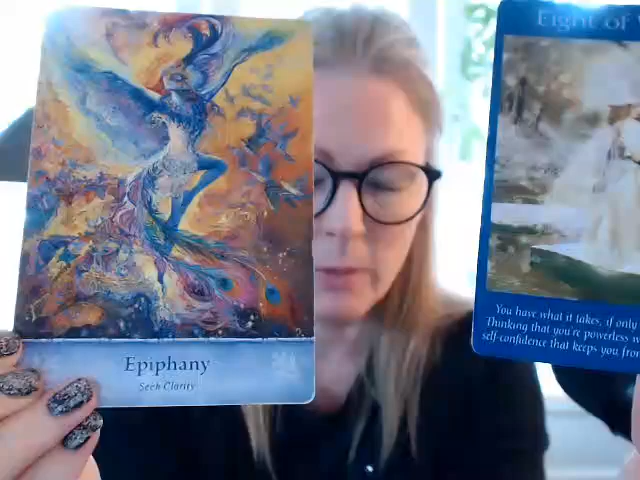 Epiphany
Seek Clarity
Eight of
You have what it takes, if only
Thinking that you're powerless w
self-confidence that keeps you from